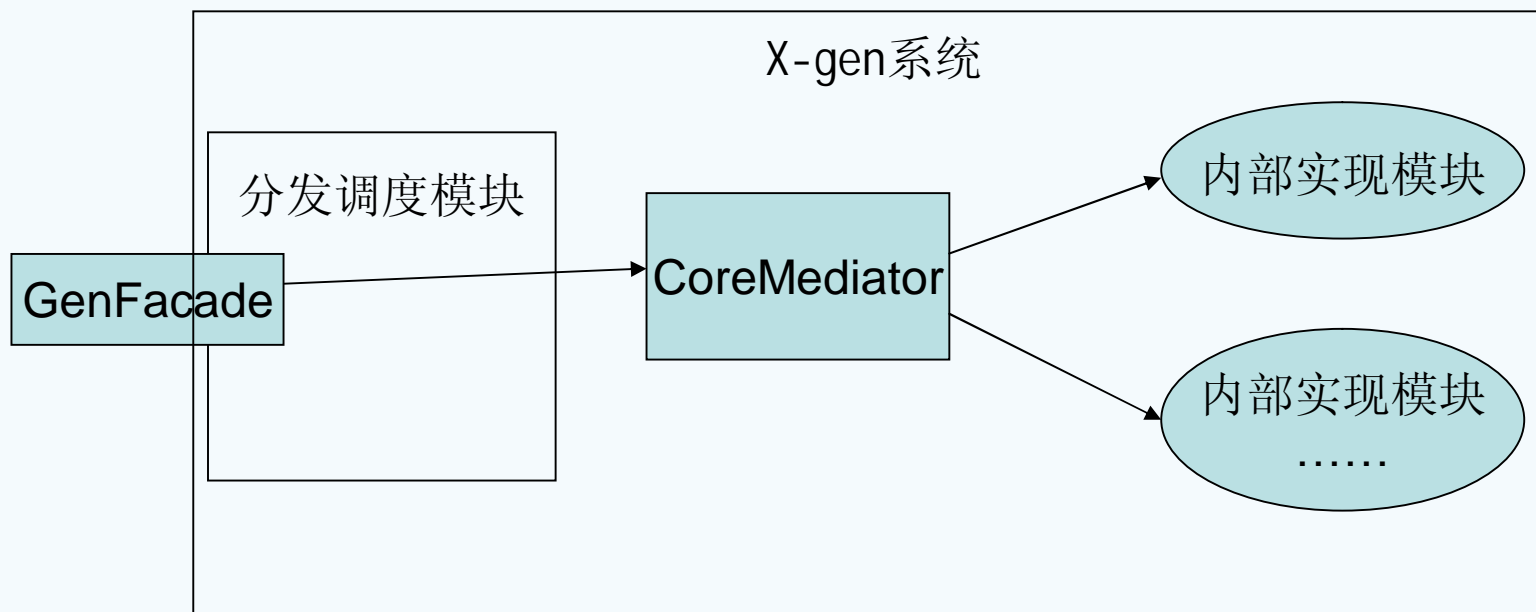 X-gen系统
分发调度模块
GenFacade
CoreMediator
内部实现模块
内部实现模块
……